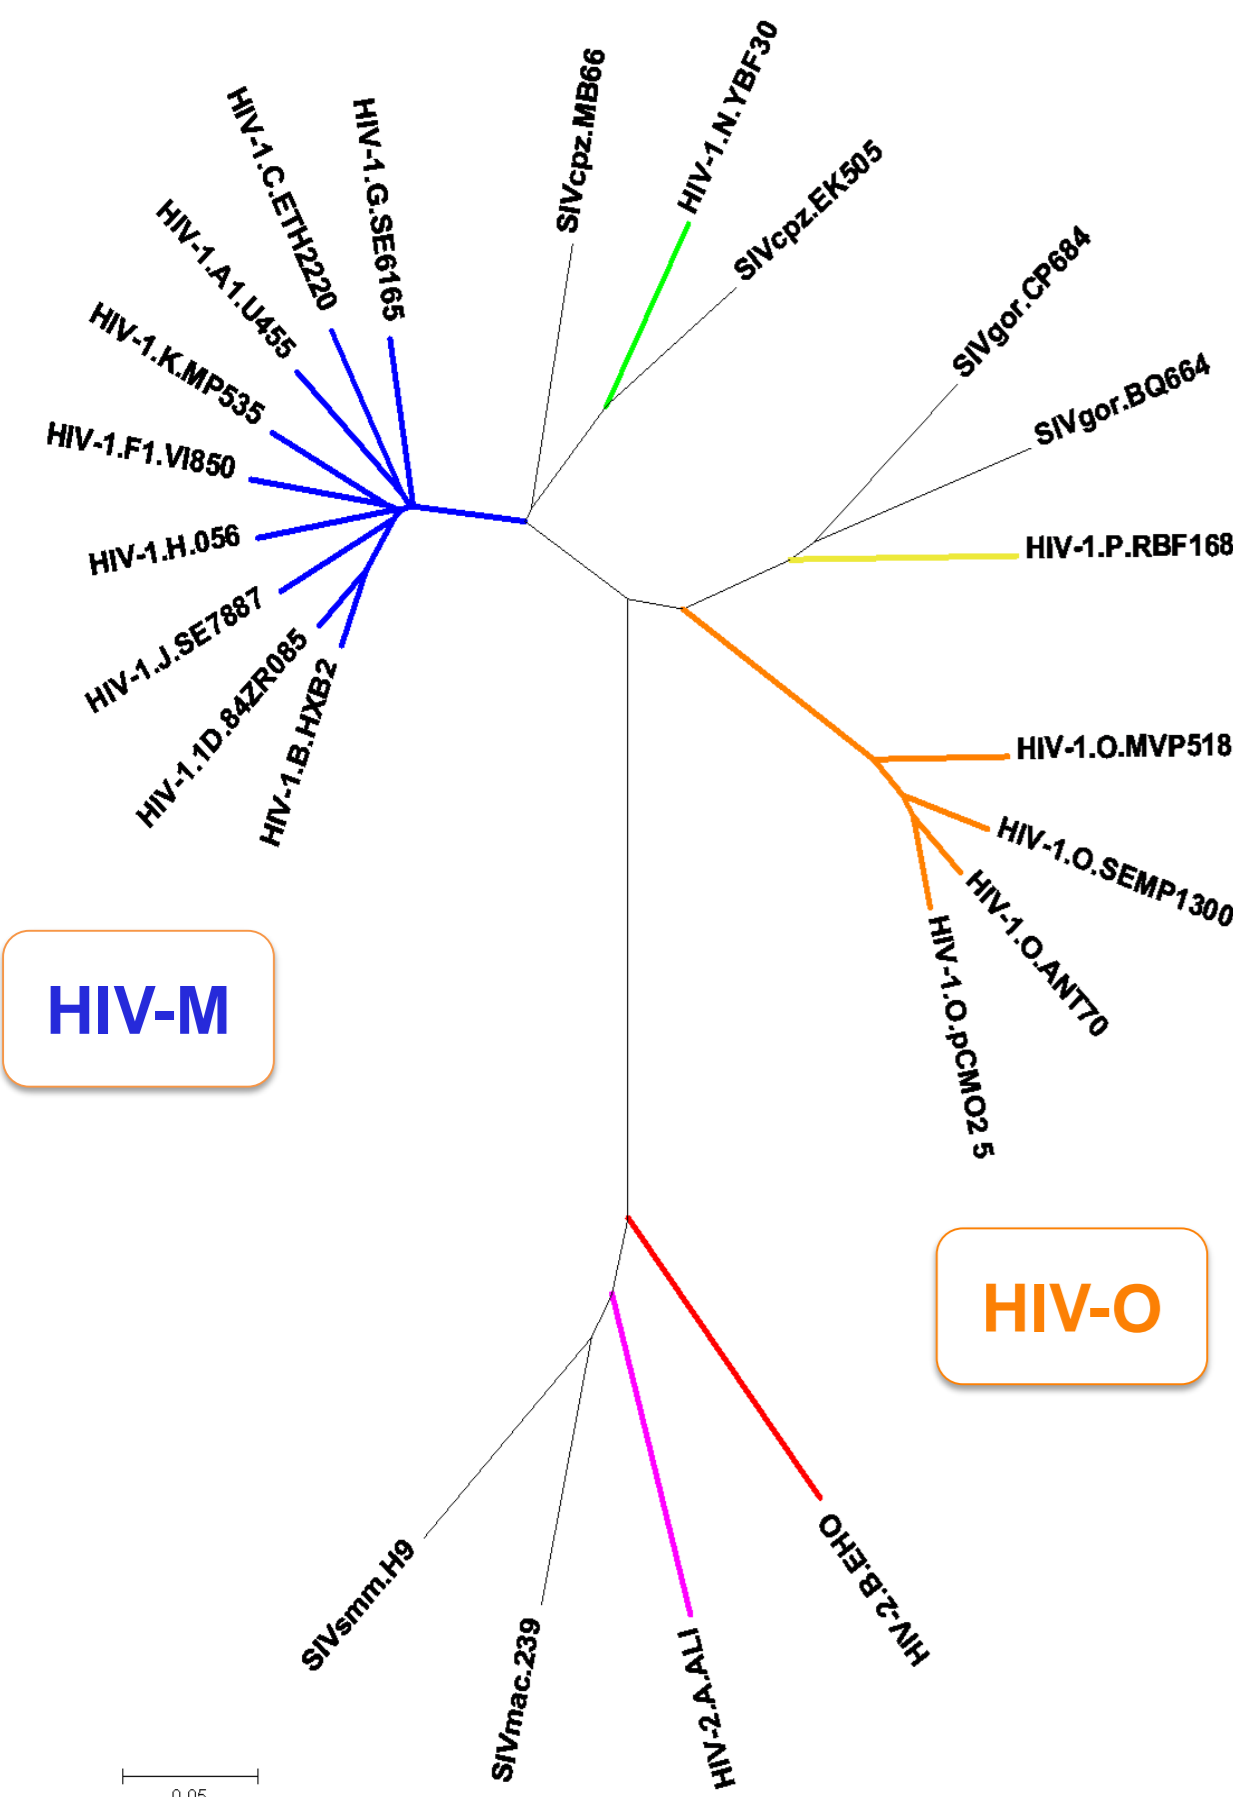 SIVcpz.MB66
HIV-1.N.YBF30
SIVcpz.EK505
SIVgor.CP684
SIVgor.BQ664
HIV-1.P.RBF168
HIV-1.G.SE6165
HIV-1.C.ETH2220
HIV-1.A1.U455
HIV-1.K.MP535
HIV-1.F1.VI850
HIV-1.H.056
HIV-1.J.SE7887
HIV-1.1D.84ZR085
HIV-1.B.HXB2
HIV-1.O.MVP518
HIV-1.O.SEMP1300
HIV-1.O.ANT70
HIV-1.O.pCMO2 5
HIV-M
HIV-O
HIV-2.B.EHO
HIV-2.A.ALI
SIVmac.239
SIVsmm.H9
0.05